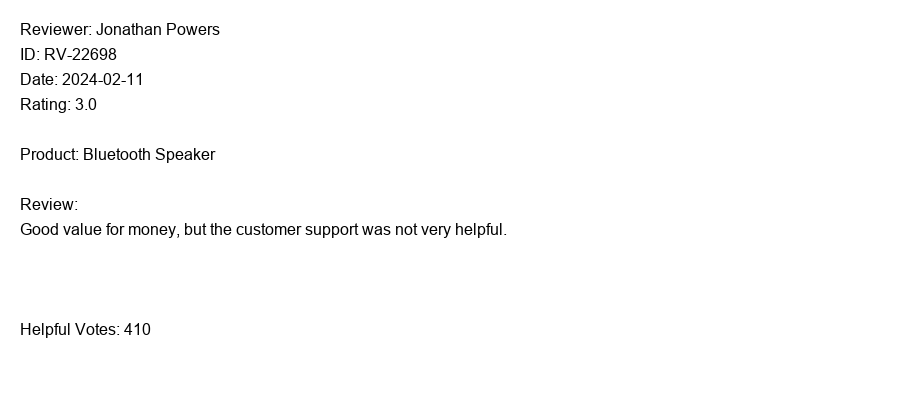 Reviewer: Jonathan Powers
ID: RV-22698
Date: 2024-02-11
Rating: 3.0
Product: Bluetooth Speaker
Review:
Good value for money, but the customer support was not very helpful.
Helpful Votes: 410